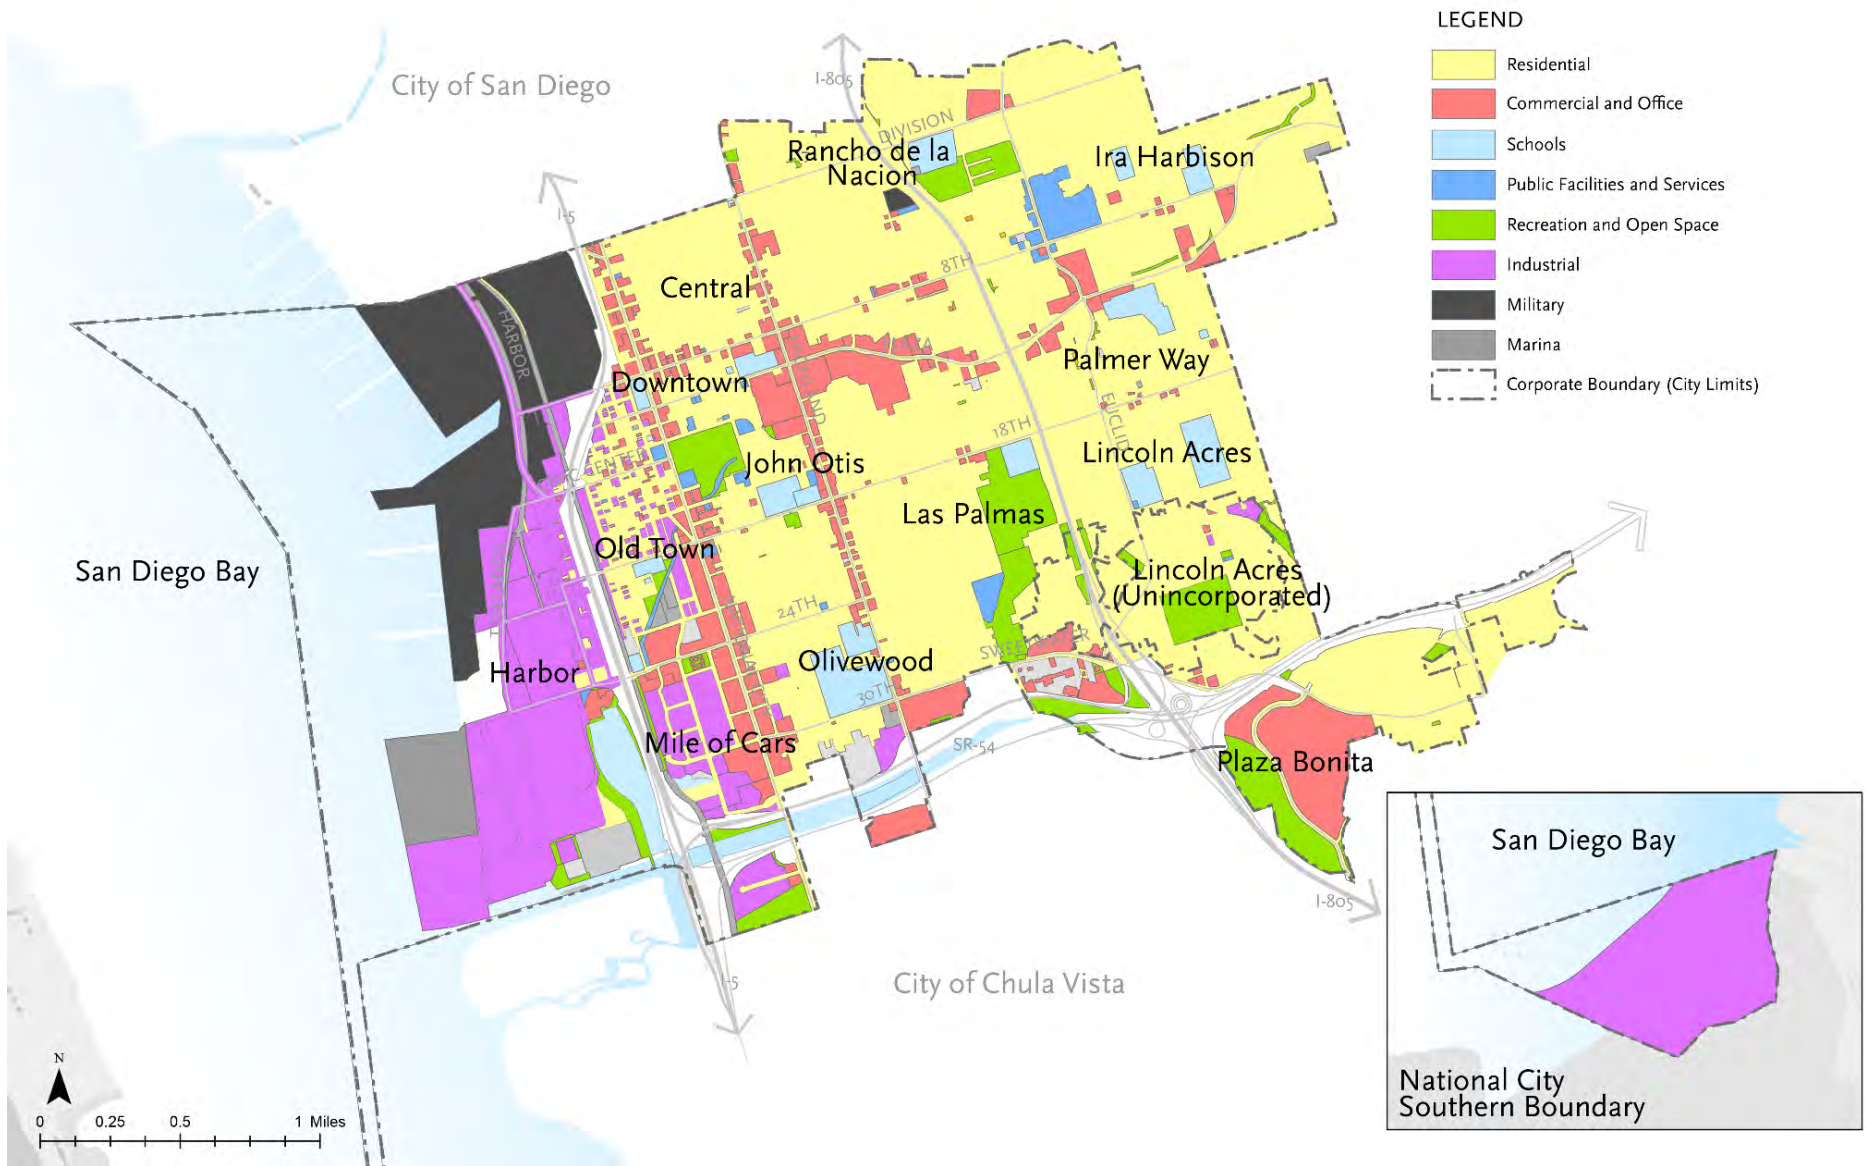 LEGEND
Residential
Commercial and Office
Schools
Public Facilities and Services
Recreation and Open Space
Industrial
Military
Marina
Corporate Boundary (City Limits)
City of San Diego
I-805
DIVISION
Rancho de la
Nacion
Ira Harbison
I-5
8TH
Central
HARBOR
PLAZA
Palmer Way
Downtown
HIGHLAND
EUCLID
18TH
Lincoln Acres
CENTER
John Otis
Las Palmas
Old Town
San Diego Bay
Lincoln Acres
(Unincorporated)
24TH
SWEETWATER
Harbor
Olivewood
30TH
Mile of Cars
SR-54
Plaza Bonita
San Diego Bay
I-805
I-5
City of Chula Vista
National City
Southern Boundary
N
0 0.25 0.5 1 Miles